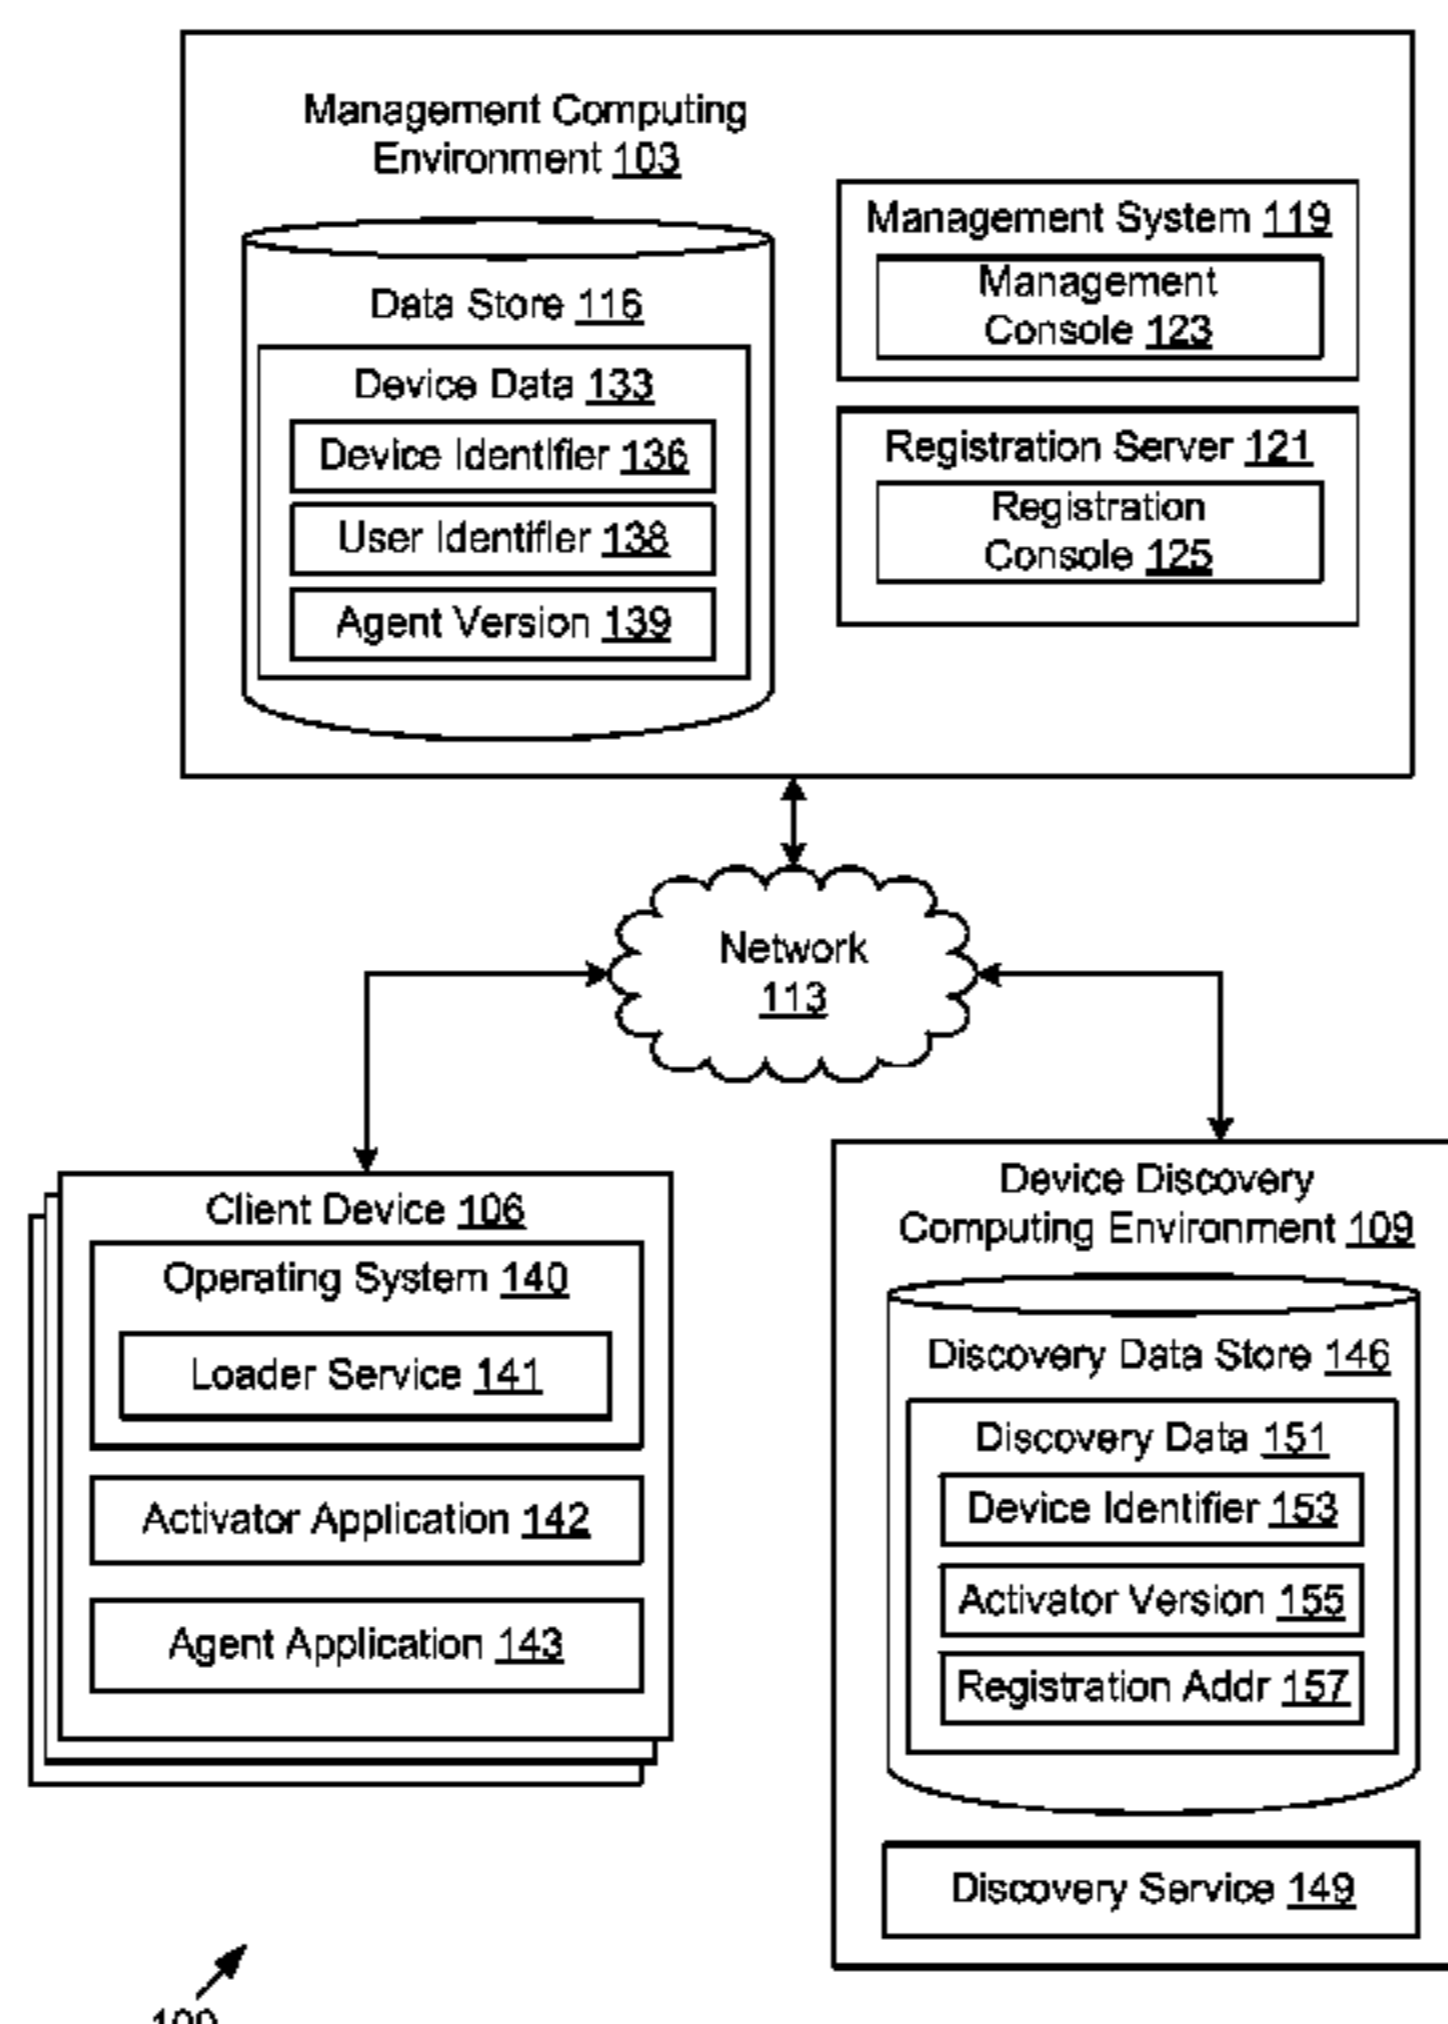 Management Computing
Environment 103
Data Store 116
Device Data 133
Device Identifier 136
User Identifier 138
Agent Version 139
Management System 119
Management
Console 123
Registration Server 121
Registration
Console 125
Network
113
Client Device 106
Operating System 140
Loader Service 141
Activator Application 142
Agent Application 143
Device Discovery
Computing Environment 109
Discovery Data Store 146
Discovery Data 151
Device Identifier 153
Activator Version 155
Registration Addr 157
Discovery Service 149
100